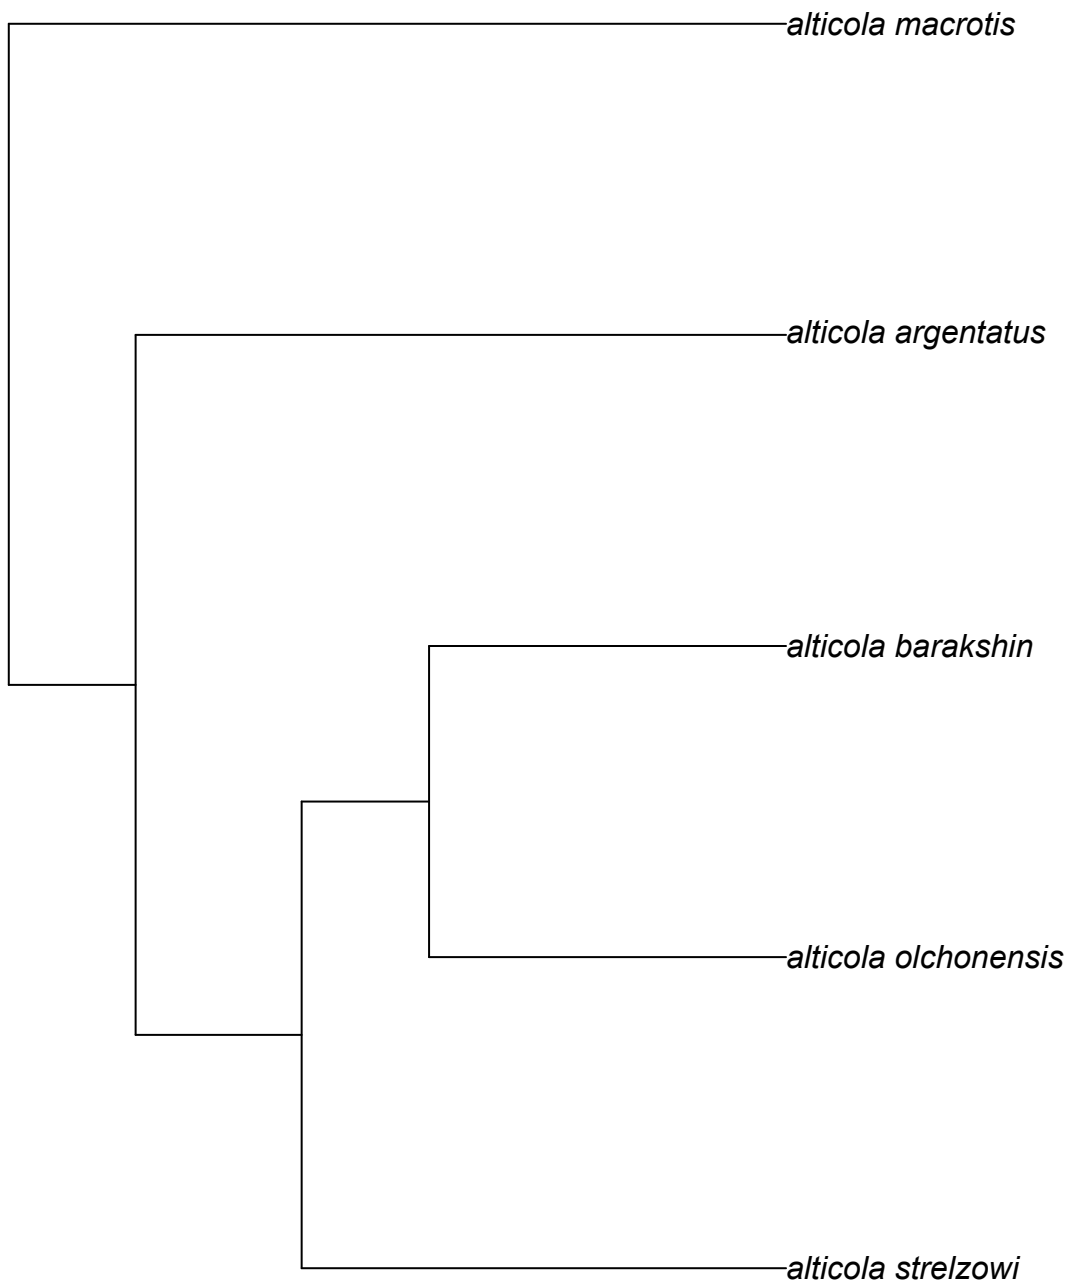 alticola macrotis
alticola argentatus
alticola barakshin
alticola olchonensis
alticola strelzowi